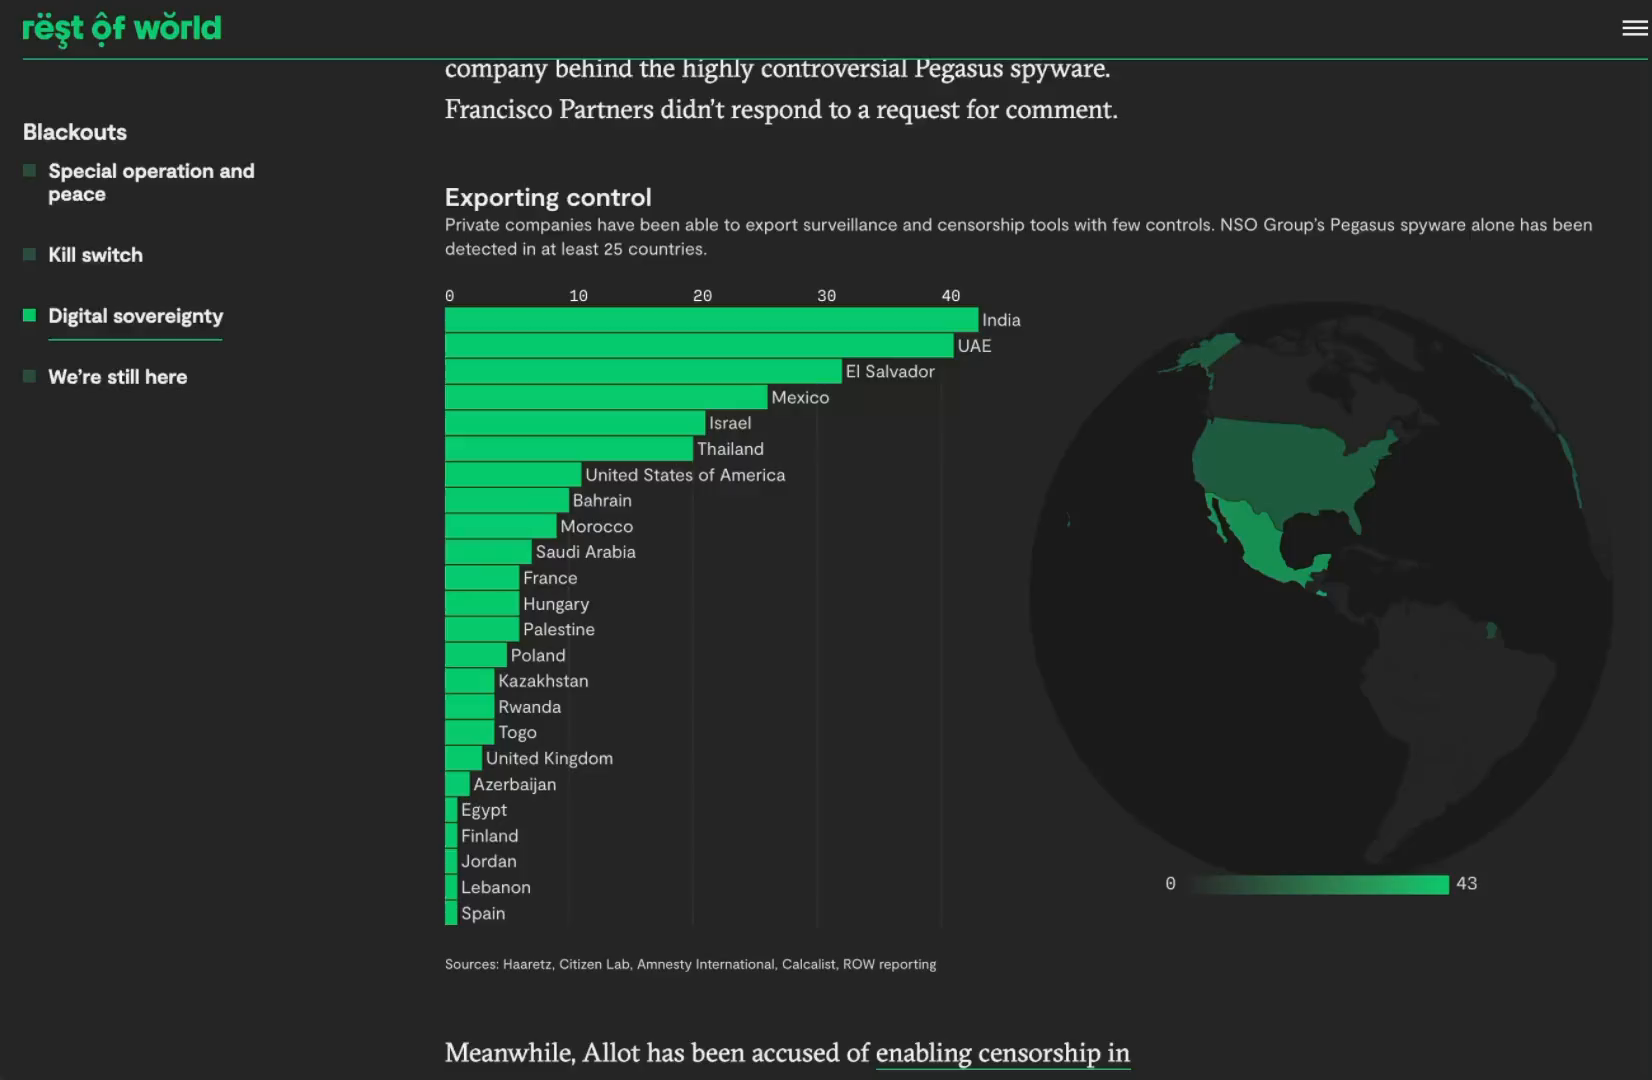 rëşt ộf wŏrld
company behind the highly controversial Pegasus spyware.
Francisco Partners didn’t respond to a request for comment.
Blackouts
Special operation and
peace
Kill switch
Digital sovereignty
We’re still here
Exporting control
Private companies have been able to export surveillance and censorship tools with few controls. NSO Group’s Pegasus spyware alone has been
detected in at least 25 countries.
0 10 20 30 40
India
UAE
El Salvador
Mexico
Israel
Thailand
United States of America
Bahrain
Morocco
Saudi Arabia
France
Hungary
Palestine
Poland
Kazakhstan
Rwanda
Togo
United Kingdom
Azerbaijan
Egypt
Finland
Jordan
Lebanon
Spain
0 43
Sources: Haaretz, Citizen Lab, Amnesty International, Calcalist, ROW reporting
Meanwhile, Allot has been accused of enabling censorship in